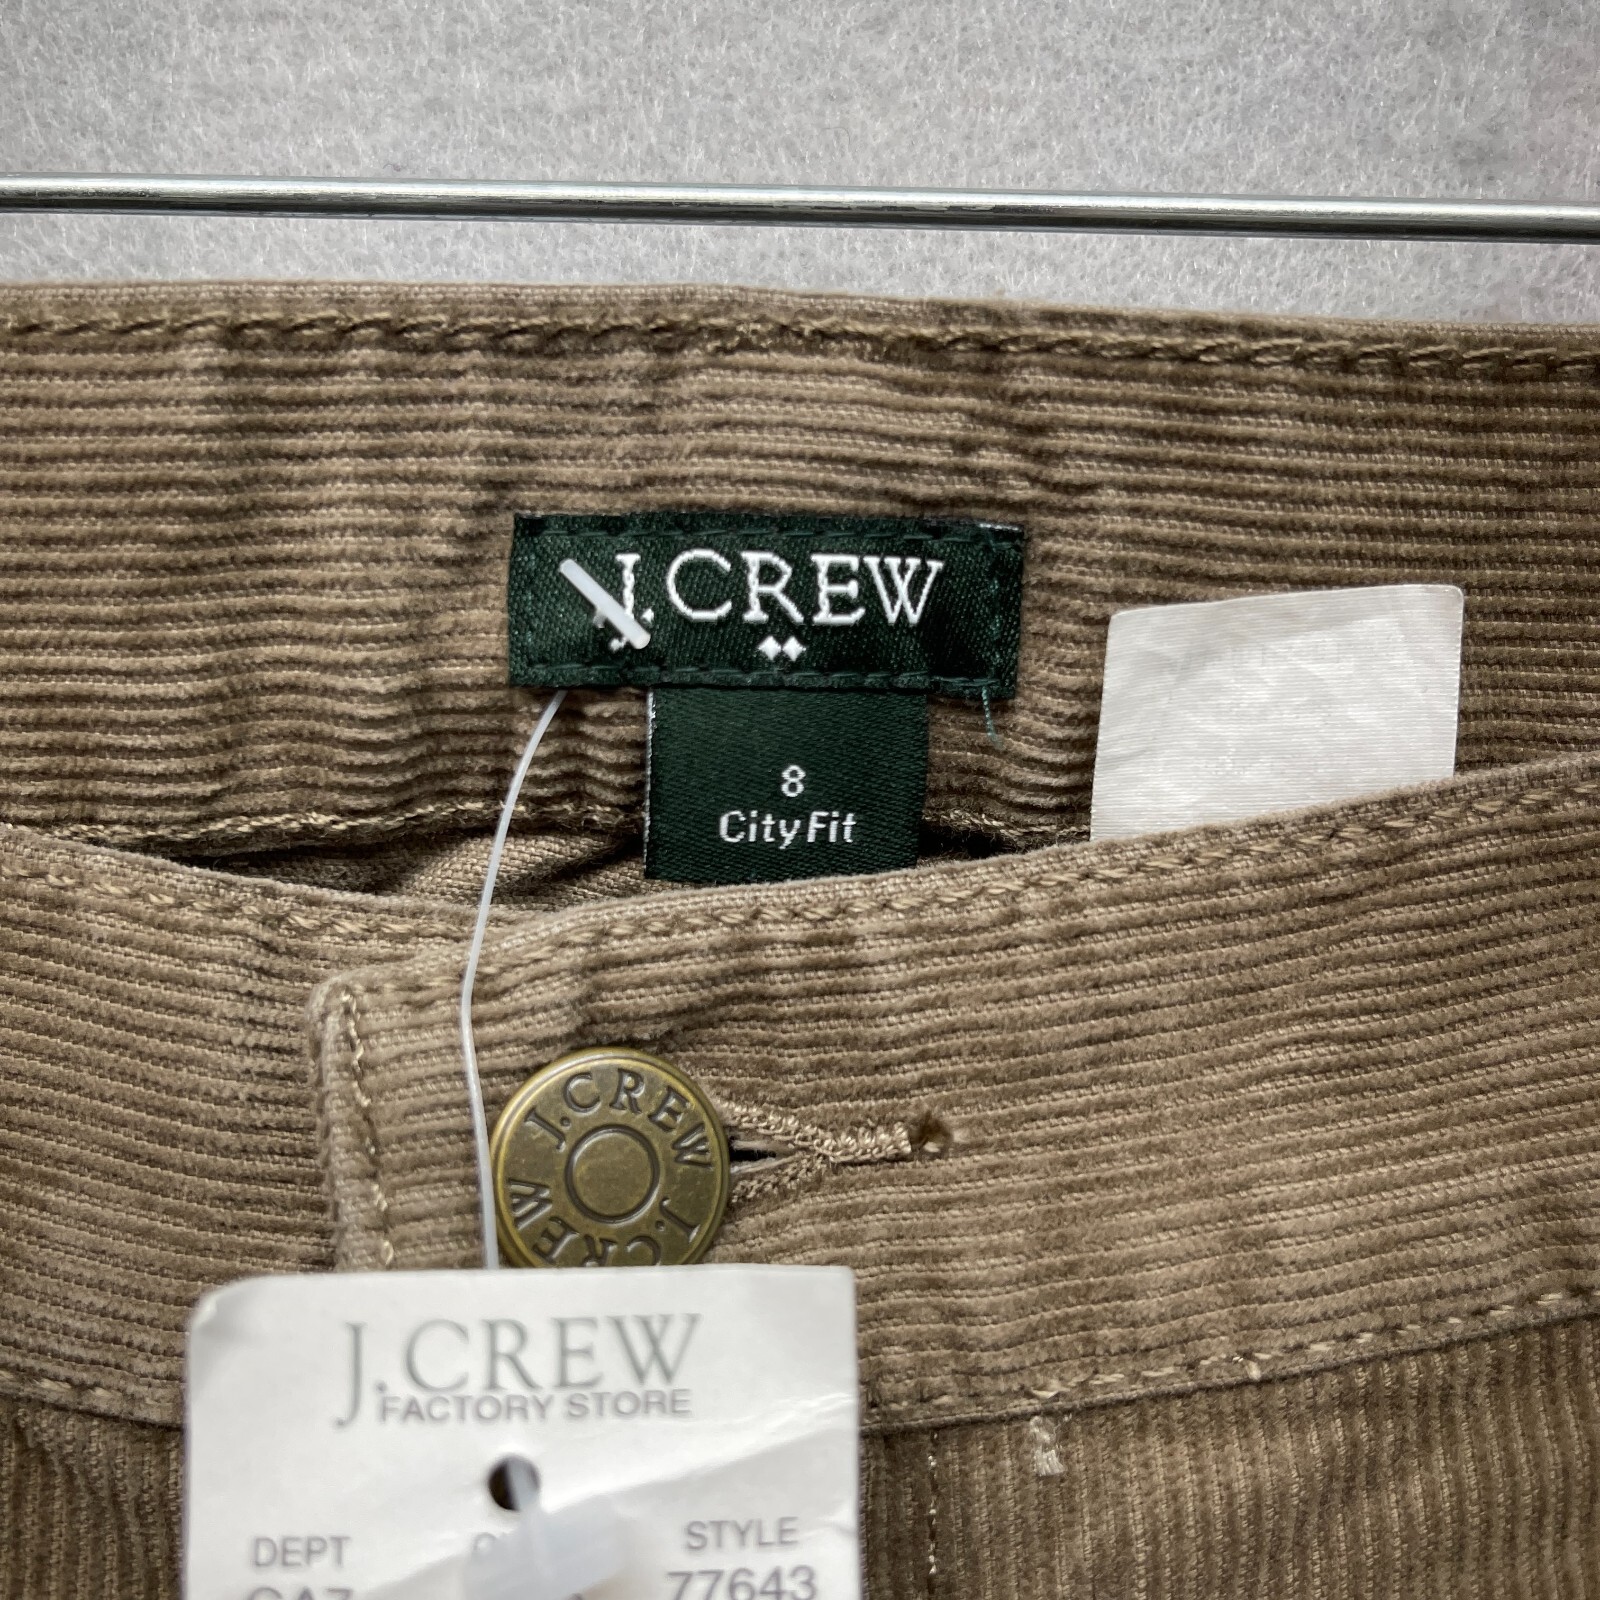 J.CREW
8
City Fit
J.CREW J.CREW
J.CREW
FACTORY STORE
DEPT STYLE
77643